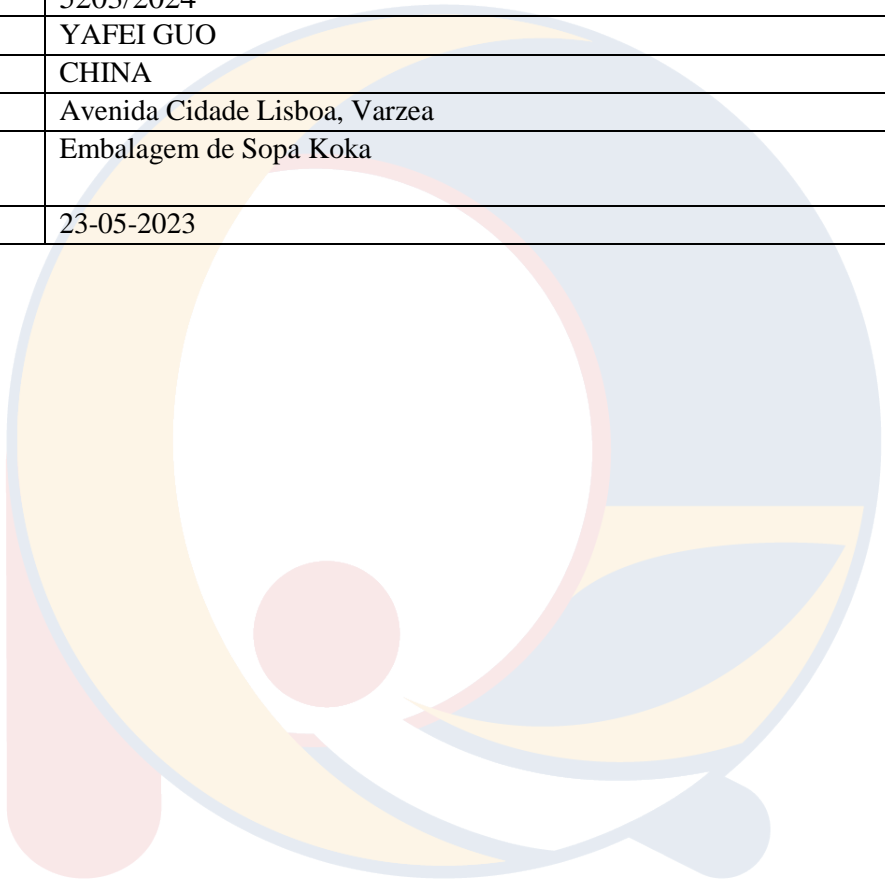 YAFEI GUO
CHINA
Avenida Cidade Lisboa, Varzea
Embalagem de Sopa Koka
23-05-2023